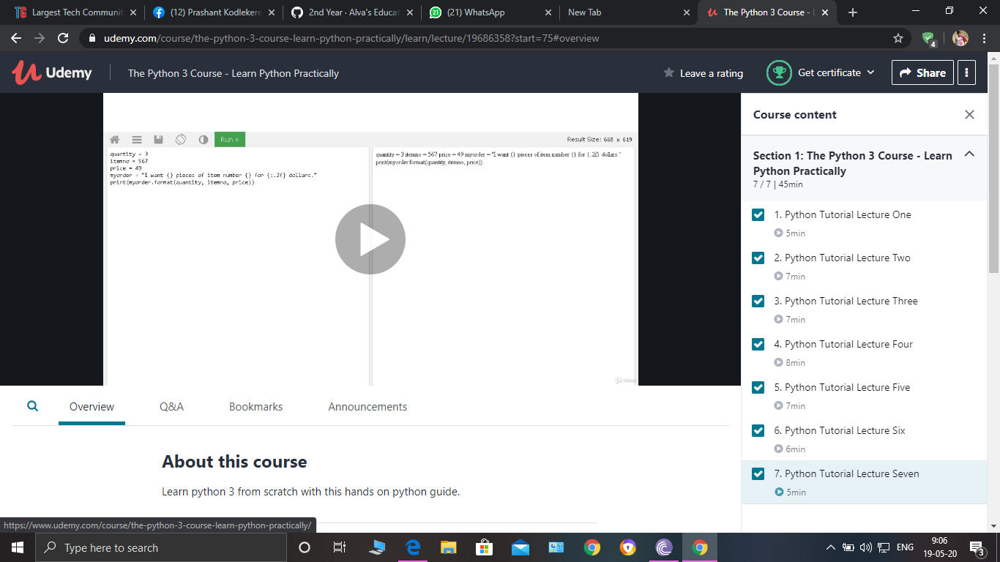 Largest Tech Communit
(12) Prashant Kodlekere
2nd Year · Alva's Educat
(21) WhatsApp
New Tab
The Python 3 Course - L
udemy.com/course/the-python-3-course-learn-python-practically/learn/lecture/19686358?start=75#overview
4
Udemy
The Python 3 Course - Learn Python Practically
Leave a rating
Get certificate
Share
Run »
Result Size: 668 x 619
quantity = 3
itemno = 567
price = 49
myorder = "I want {} pieces of item number {} for {:.2f} dollars."
print(myorder.format(quantity, itemno, price))
quantity = 3 itemno = 567 price = 49 myorder = "I want {} pieces of item number {} for {:.2f} dollars."
print(myorder.format(quantity, itemno, price))
Udemy
Course content
Section 1: The Python 3 Course - Learn
Python Practically
7 / 7 | 45min
1. Python Tutorial Lecture One
5min
2. Python Tutorial Lecture Two
7min
3. Python Tutorial Lecture Three
7min
4. Python Tutorial Lecture Four
8min
5. Python Tutorial Lecture Five
7min
6. Python Tutorial Lecture Six
6min
7. Python Tutorial Lecture Seven
5min
Overview
Q&A
Bookmarks
Announcements
About this course
Learn python 3 from scratch with this hands on python guide.
https://www.udemy.com/course/the-python-3-course-learn-python-practically/
Type here to search
ENG
9:06
19-05-20
3